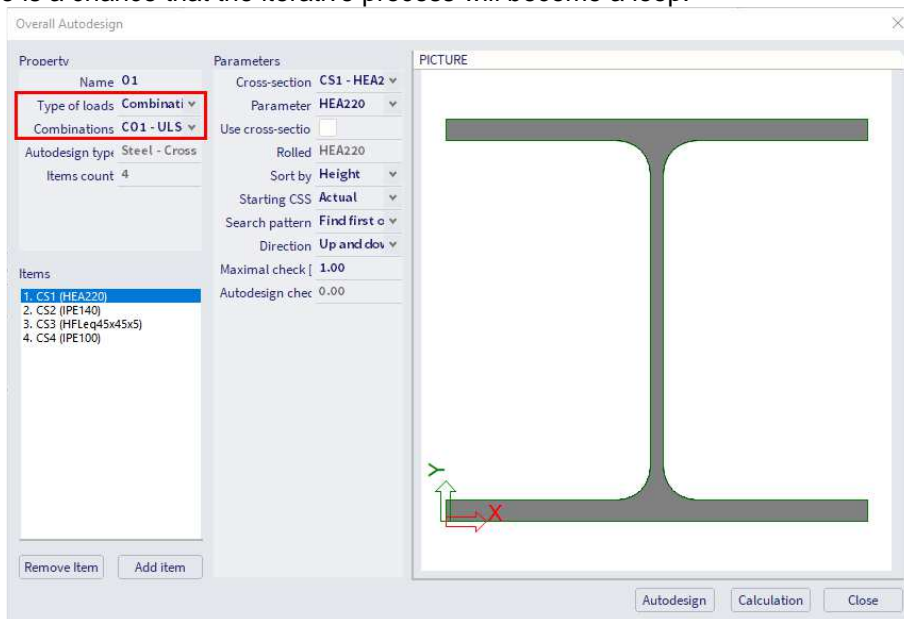 e is a chance that the iterative process will become a loop.
Overall Autodesign
Property
Name 01
Type of loads Combinati
Combinations CO1 - ULS
Autodesign type Steel - Cross
Items count 4
Items
1. CS1 (HEA220)
2. CS2 (IPE140)
3. CS3 (HFLeq45x45x5)
4. CS4 (IPE100)
Remove Item Add item
Parameters
Cross-section CS1 - HEA2
Parameter HEA220
Use cross-sectio
Rolled HEA220
Sort by Height
Starting CSS Actual
Search pattern Find first o
Direction Up and dov
Maximal check [ 1.00
Autodesign chec 0.00
PICTURE
Y
X
Autodesign Calculation Close